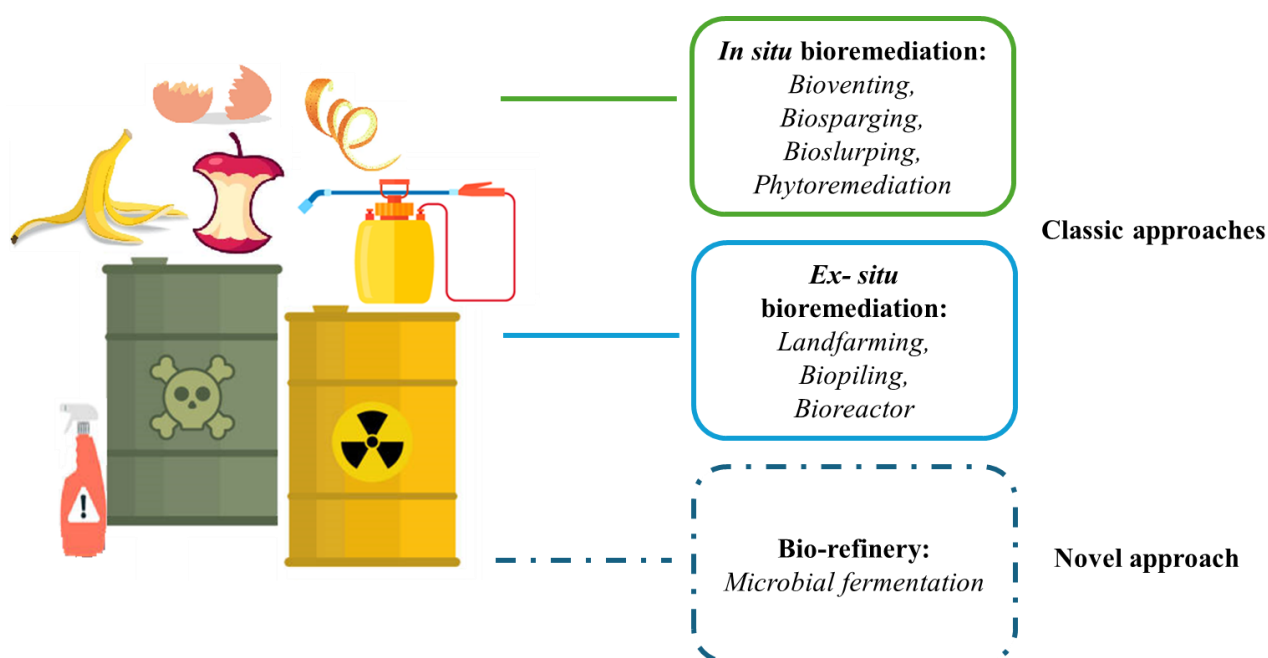 In situ bioremediation:
Bioventing,
Biosparging,
Bioslurping,
Phytoremediation
Classic approaches
Ex- situ
bioremediation:
Landfarming,
Biopiling,
Bioreactor
Bio-refinery:
Microbial fermentation
Novel approach
!